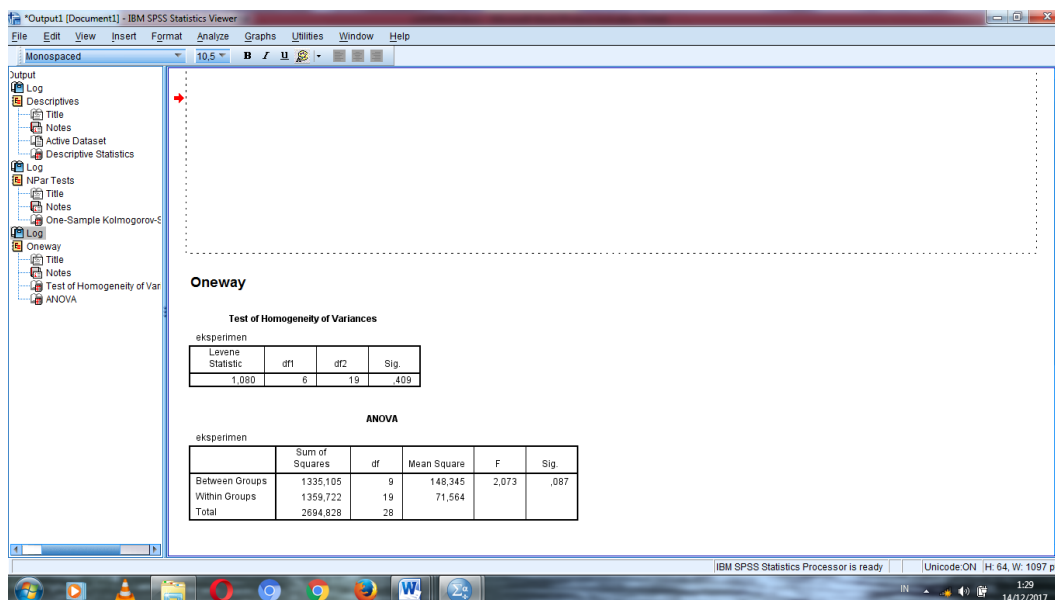 *Output1 [Document1] - IBM SPSS Statistics Viewer
File Edit View Insert Format Analyze Graphs Utilities Window Help
Monospaced 10,5 B I U
Output
Log
Descriptives
Title
Notes
Active Dataset
Descriptive Statistics
Log
NPar Tests
Title
Notes
One-Sample Kolmogorov-S
Log
Oneway
Title
Notes
Test of Homogeneity of Var
ANOVA
Oneway
Test of Homogeneity of Variances
eksperimen
Levene Statistic df1 df2 Sig.
1,080 6 19 ,409
ANOVA
eksperimen
Sum of Squares df Mean Square F Sig.
Between Groups 1335,105 9 148,345 2,073 ,087
Within Groups 1359,722 19 71,564
Total 2694,828 28
IBM SPSS Statistics Processor is ready Unicode:ON H: 64, W: 1097 p
IN 1:29
14/12/2017